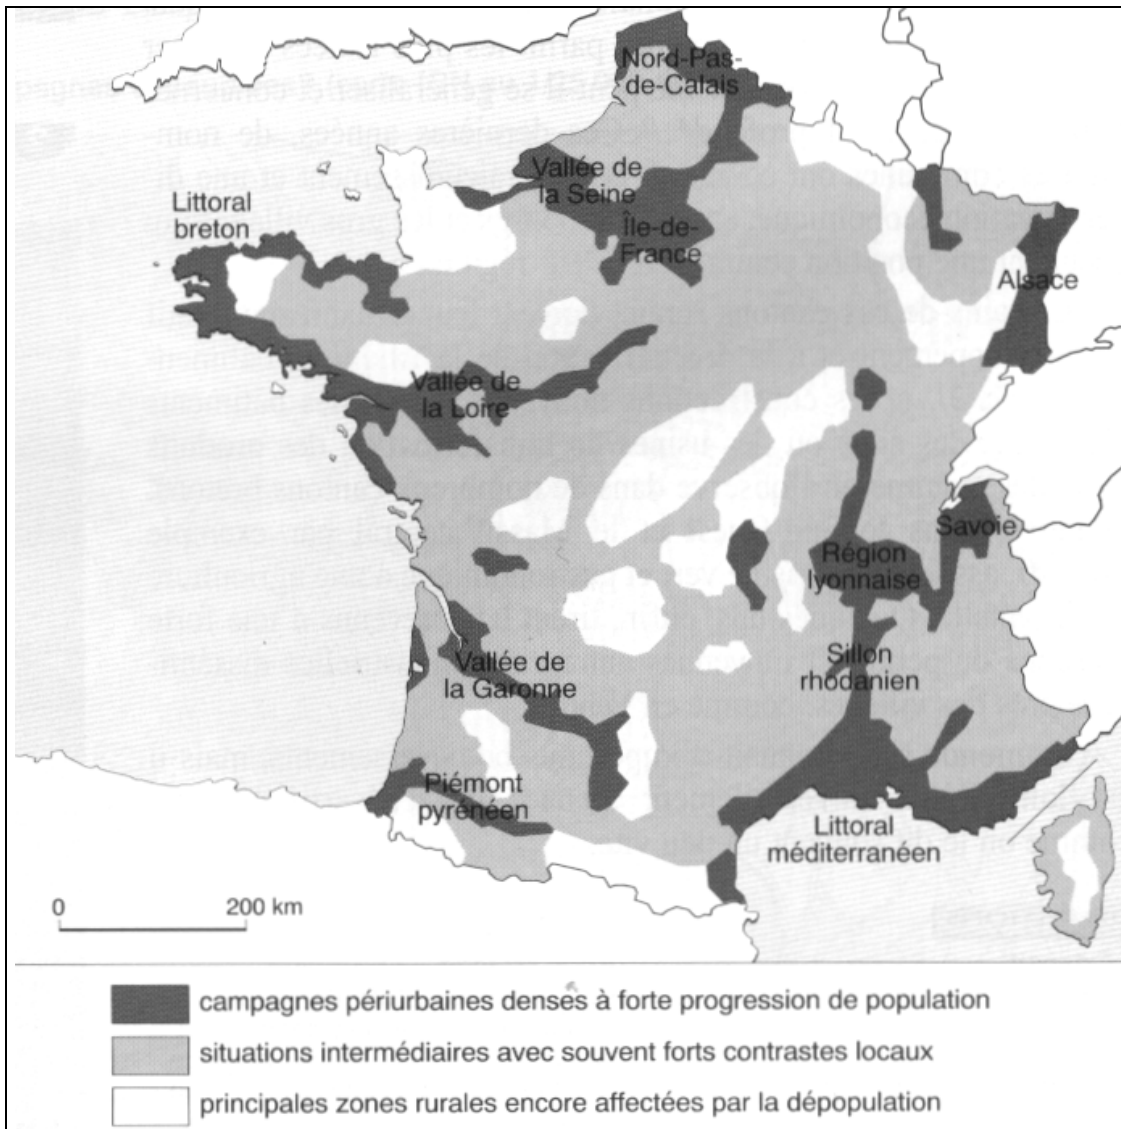 Nord-Pas-
de-Calais
Vallée de
la Seine
Île-de-
France
Littoral
breton
Alsace
Vallée de
la Loire
Savoie
Région
lyonnaise
Sillon
rhodanien
Vallée de
la Garonne
Piémont
pyrénéen
Littoral
méditerranéen
0 200 km
campagnes périurbaines denses à forte progression de population
situations intermédiaires avec souvent forts contrastes locaux
principales zones rurales encore affectées par la dépopulation